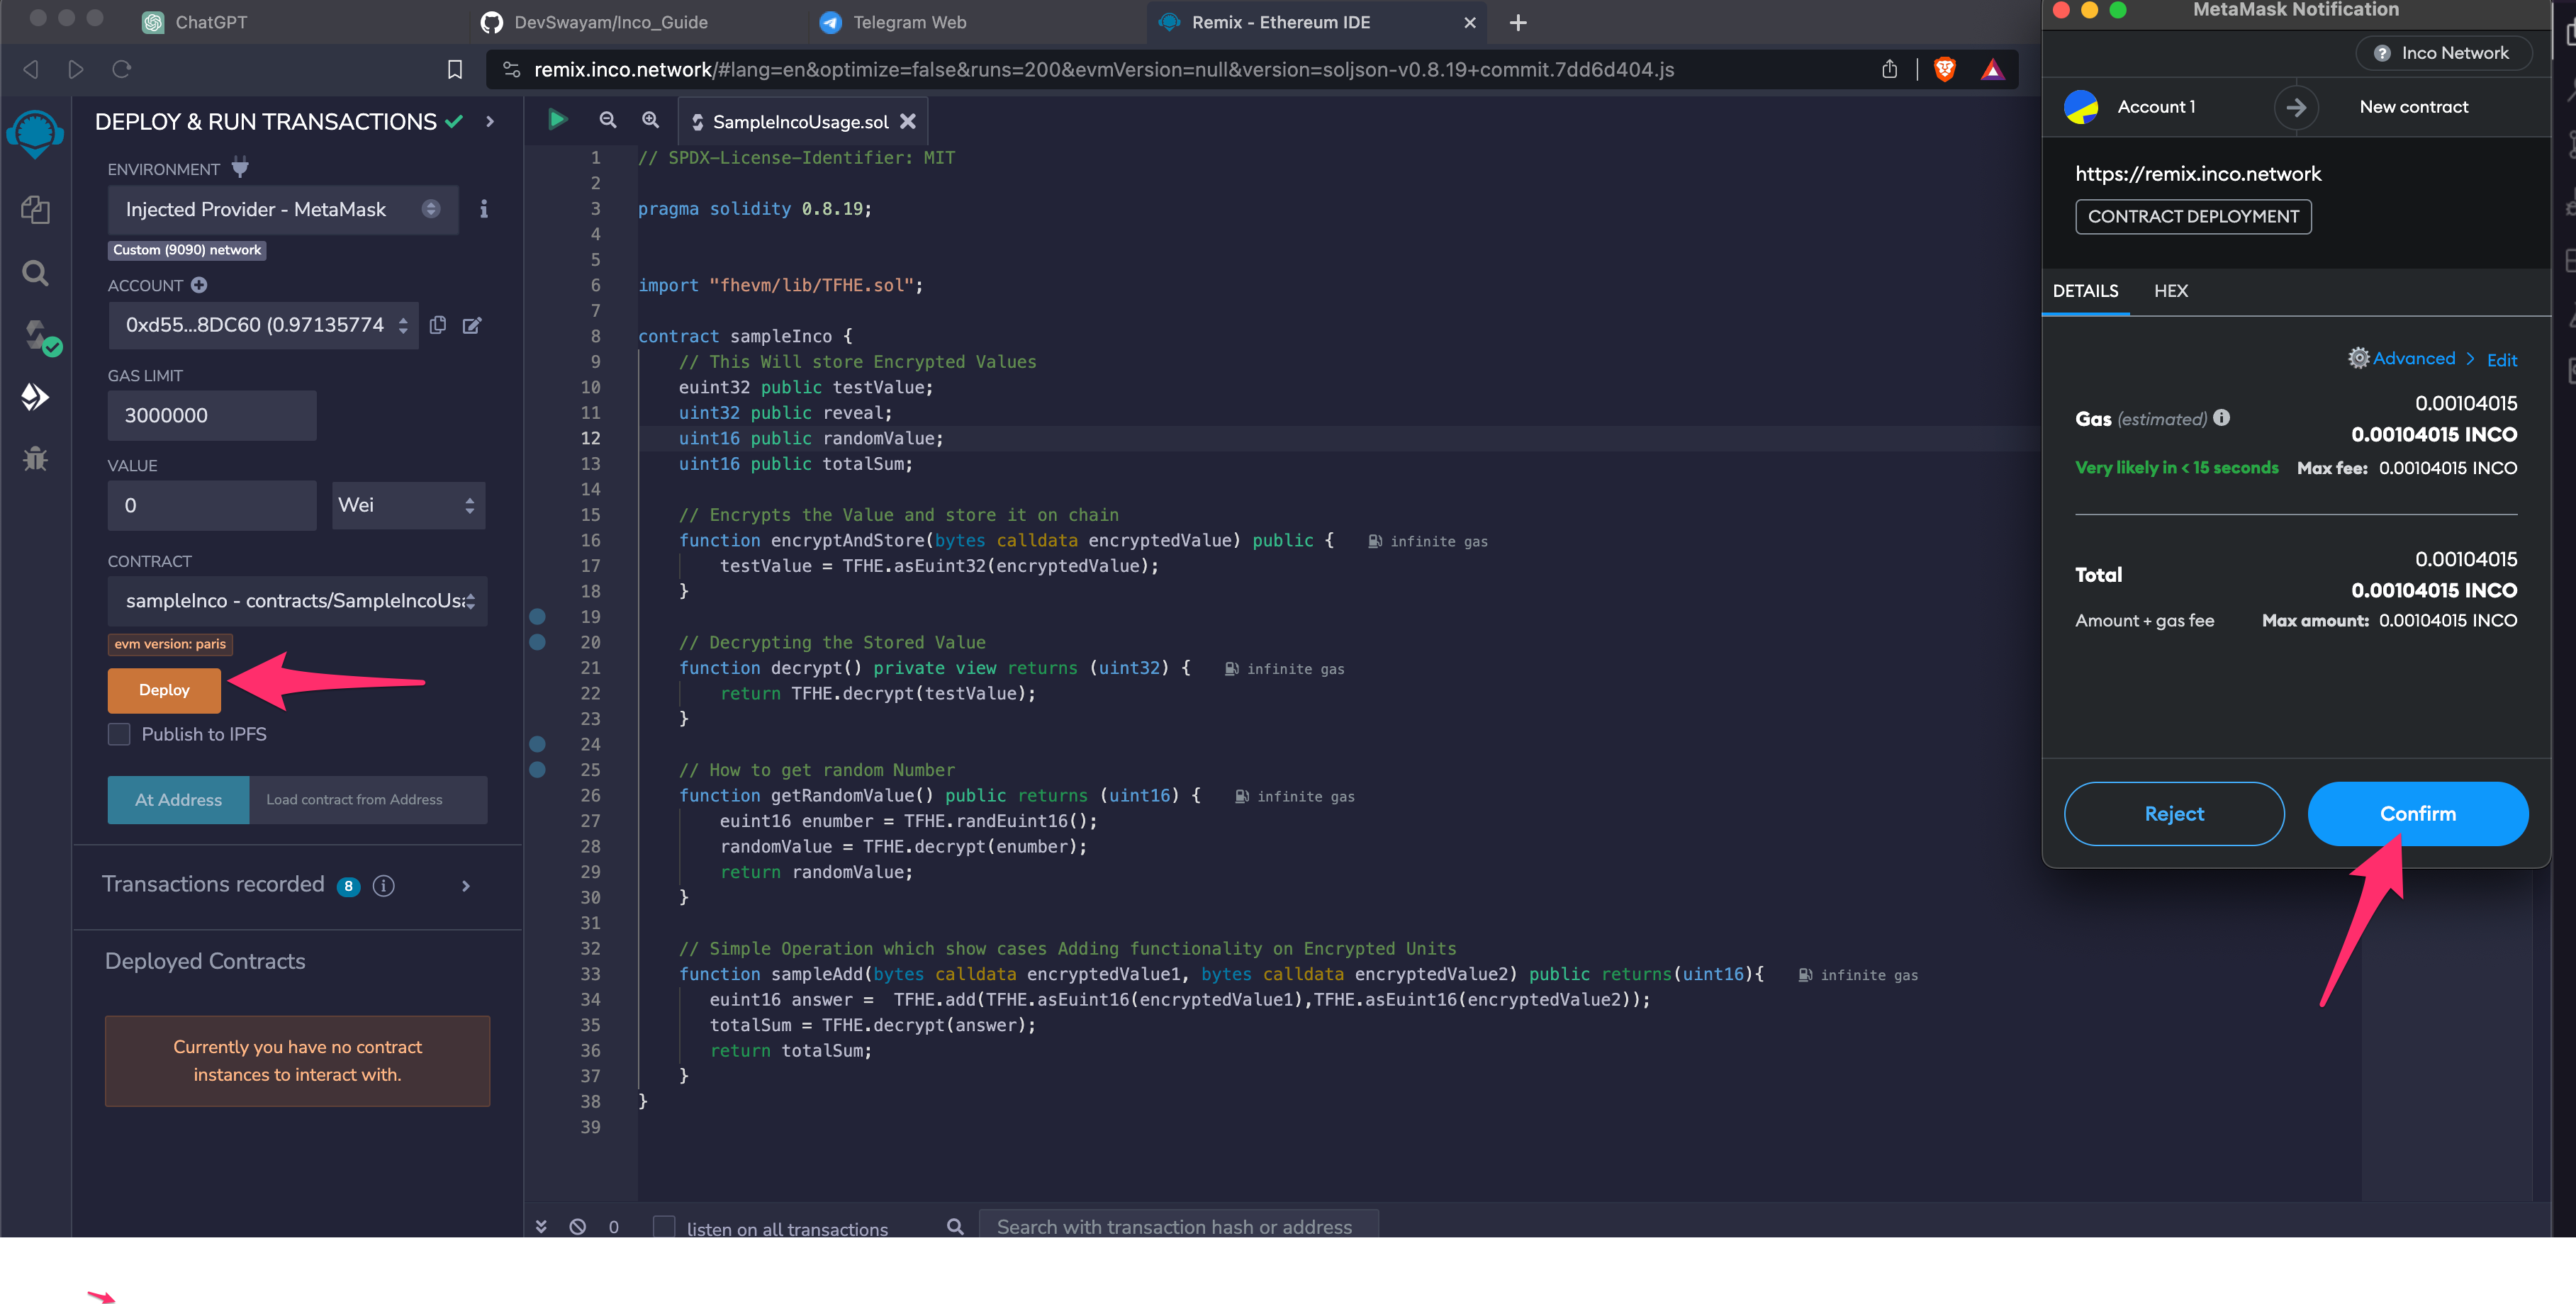 ChatGPT
DevSwayam/Inco_Guide
Telegram Web
Remix - Ethereum IDE
remix.inco.network/#lang=en&optimize=false&runs=200&evmVersion=null&version=soljson-v0.8.19+commit.7dd6d404.js
DEPLOY & RUN TRANSACTIONS
ENVIRONMENT
Injected Provider - MetaMask
Custom (9090) network
ACCOUNT
0xd55...8DC60 (0.97135774
GAS LIMIT
3000000
VALUE
0
Wei
CONTRACT
sampleInco - contracts/SampleIncoUsa
evm version: paris
Deploy
Publish to IPFS
At Address
Load contract from Address
Transactions recorded 8 i
Deployed Contracts
Currently you have no contract
instances to interact with.
SampleIncoUsage.sol
1 // SPDX-License-Identifier: MIT
2
3 pragma solidity 0.8.19;
4
5
6 import "fhevm/lib/TFHE.sol";
7
8 contract sampleInco {
9 // This Will store Encrypted Values
10 euint32 public testValue;
11 uint32 public reveal;
12 uint16 public randomValue;
13 uint16 public totalSum;
14
15 // Encrypts the Value and store it on chain
16 function encryptAndStore(bytes calldata encryptedValue) public { infinite gas
17 testValue = TFHE.asEuint32(encryptedValue);
18 }
19
20 // Decrypting the Stored Value
21 function decrypt() private view returns (uint32) { infinite gas
22 return TFHE.decrypt(testValue);
23 }
24
25 // How to get random Number
26 function getRandomValue() public returns (uint16) { infinite gas
27 euint16 enumber = TFHE.randEuint16();
28 randomValue = TFHE.decrypt(enumber);
29 return randomValue;
30 }
31
32 // Simple Operation which show cases Adding functionality on Encrypted Units
33 function sampleAdd(bytes calldata encryptedValue1, bytes calldata encryptedValue2) public returns(uint16){ infinite gas
34 euint16 answer =  TFHE.add(TFHE.asEuint16(encryptedValue1),TFHE.asEuint16(encryptedValue2));
35 totalSum = TFHE.decrypt(answer);
36 return totalSum;
37 }
38 }
39
0
listen on all transactions
Search with transaction hash or address
MetaMask Notification
? Inco Network
Account 1
New contract
https://remix.inco.network
CONTRACT DEPLOYMENT
DETAILS
HEX
Advanced
Edit
0.00104015
Gas (estimated)
0.00104015 INCO
Very likely in < 15 seconds
Max fee: 0.00104015 INCO
0.00104015
Total
0.00104015 INCO
Amount + gas fee
Max amount: 0.00104015 INCO
Reject
Confirm